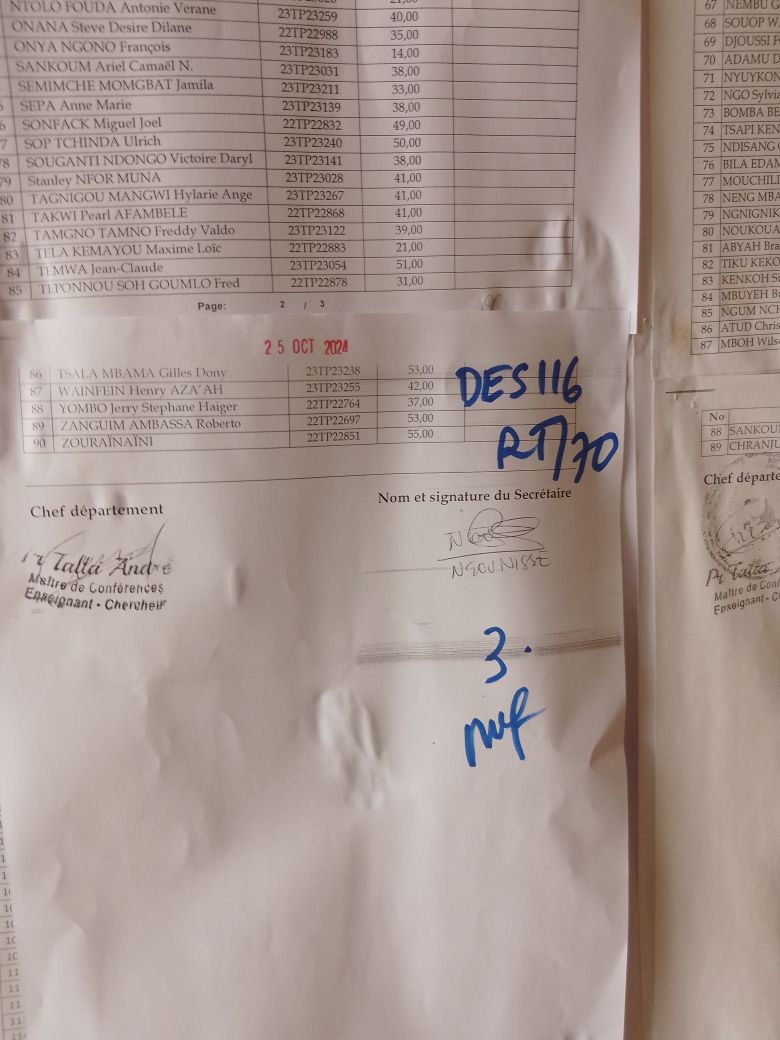 NTOLO FOUDA Antonie Verane 23TP23259 40,00
ONANA Steve Desire Dilane 22TP22988 35,00
ONYA NGONO François 23TP23183 14,00
SANKOUM Ariel Camaël N. 23TP23031 38,00
SEMIMCHE MOMGBAT Jamila 23TP23211 33,00
SEPA Anne Marie 23TP23139 38,00
6 SONFACK Miguel Joel 22TP22832 49,00
7 SOP TCHINDA Ulrich 23TP23240 50,00
78 SOUGANTI NDONGO Victoire Daryl 23TP23141 38,00
79 Stanley NFOR MUNA 23TP23028 41,00
80 TAGNIGOU MANGWI Hylarie Ange 23TP23267 41,00
81 TAKWI Pearl AFAMBELE 22TP22868 41,00
82 TAMGNO TAMNO Freddy Valdo 23TP23122 39,00
83 TELA KEMAYOU Maxime Loïc 22TP22883 21,00
84 TEMWA Jean-Claude 23TP23054 51,00
85 TEPONNOU SOH GOUMLO Fred 22TP22878 31,00
Page: 2 / 3
25 OCT 2024
86 TSALA MBAMA Gilles Dony 23TP23238 53,00
87 WAINFEIN Henry AZA'AH 23TP23255 42,00
88 YOMBO Jerry Stephane Haiger 22TP22764 37,00
89 ZANGUIM AMBASSA Roberto 22TP22697 53,00
90 ZOURAÏNAÏNI 22TP22851 55,00
DES116
RT/70
Chef département
Nom et signature du Secrétaire
Pr Talla André
Maître de Conférences
Enseignant - Chercheur
NGOUNISSE
3.
67 NEMBU G
68 SOUOP W
69 DJOUSSI F
70 ADAMU D
71 NYUYKON
72 NGO Sylvia
73 BOMBA BE
74 TSAPI KEN
75 NDISANG
76 BILA EDAM
77 MOUCHILI
78 NENG MBA
79 NGNIGNIK
80 NOUKOUA
81 ABYAH Bra
82 TIKU KEKO
83 KENKOH S
84 MBUYEH B
85 NGUM NCH
86 ATUD Chris
87 MBOH Wils
No
88 SANKOU
89 CHRANJU
Chef départe
Pr Talla
Maître de Con
Enseignant - C